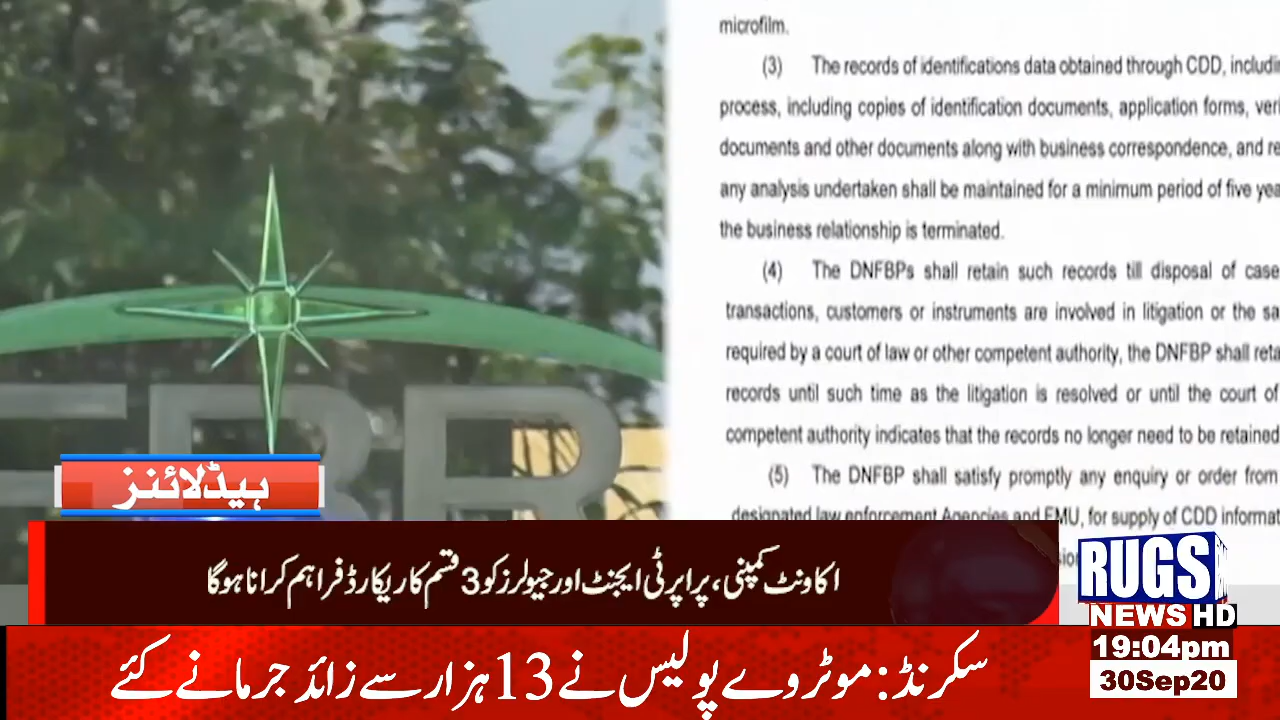 microfilm.
(3) The records of identifications data obtained through CDD, includi
process, including copies of identification documents, application forms, veri
documents and other documents along with business correspondence, and re
any analysis undertaken shall be maintained for a minimum period of five yea
the business relationship is terminated.
(4) The DNFBPs shall retain such records till disposal of case
transactions, customers or instruments are involved in litigation or the sa
required by a court of law or other competent authority, the DNFBP shall reta
records until such time as the litigation is resolved or until the court of
competent authority indicates that the records no longer need to be retained
(5) The DNFBP shall satisfy promptly any enquiry or order from
designated law enforcement Agencies and FMU, for supply of CDD informat
FBR
ہیڈلائنز
اکاونٹ کمپنی، پراپرٹی ایجنٹ اور جیولرز کو 3 قسم کا ریکارڈ فراہم کرانا ہوگا
سکرنڈ: موٹروے پولیس نے 13 ہزار سے زائد جرمانے کئے
RUGS
NEWS HD
19:04pm
30Sep20